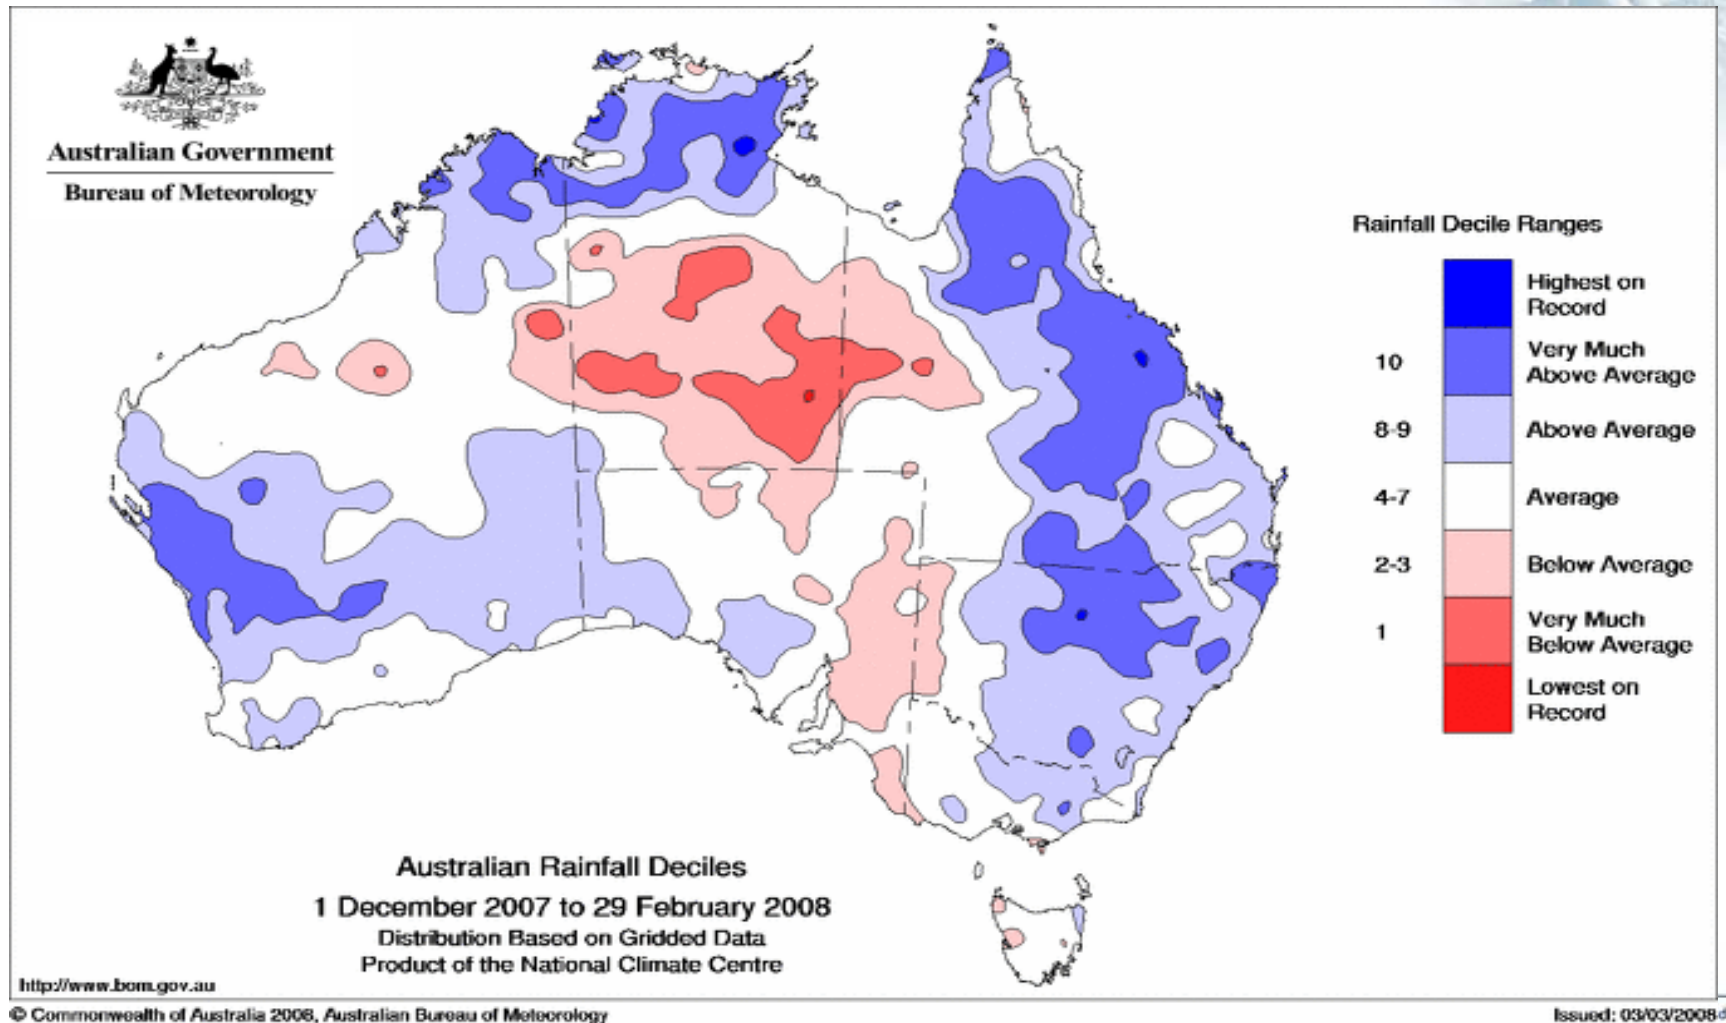 Australian Government
Bureau of Meteorology
Rainfall Decile Ranges
Highest on
Record
10
Very Much
Above Average
8-9
Above Average
4-7
Average
2-3
Below Average
1
Very Much
Below Average
Lowest on
Record
Australian Rainfall Deciles
1 December 2007 to 29 February 2008
Distribution Based on Gridded Data
Product of the National Climate Centre
http://www.bom.gov.au
© Commonwealth of Australia 2008, Australian Bureau of Meteorology
Issued: 03/03/2008